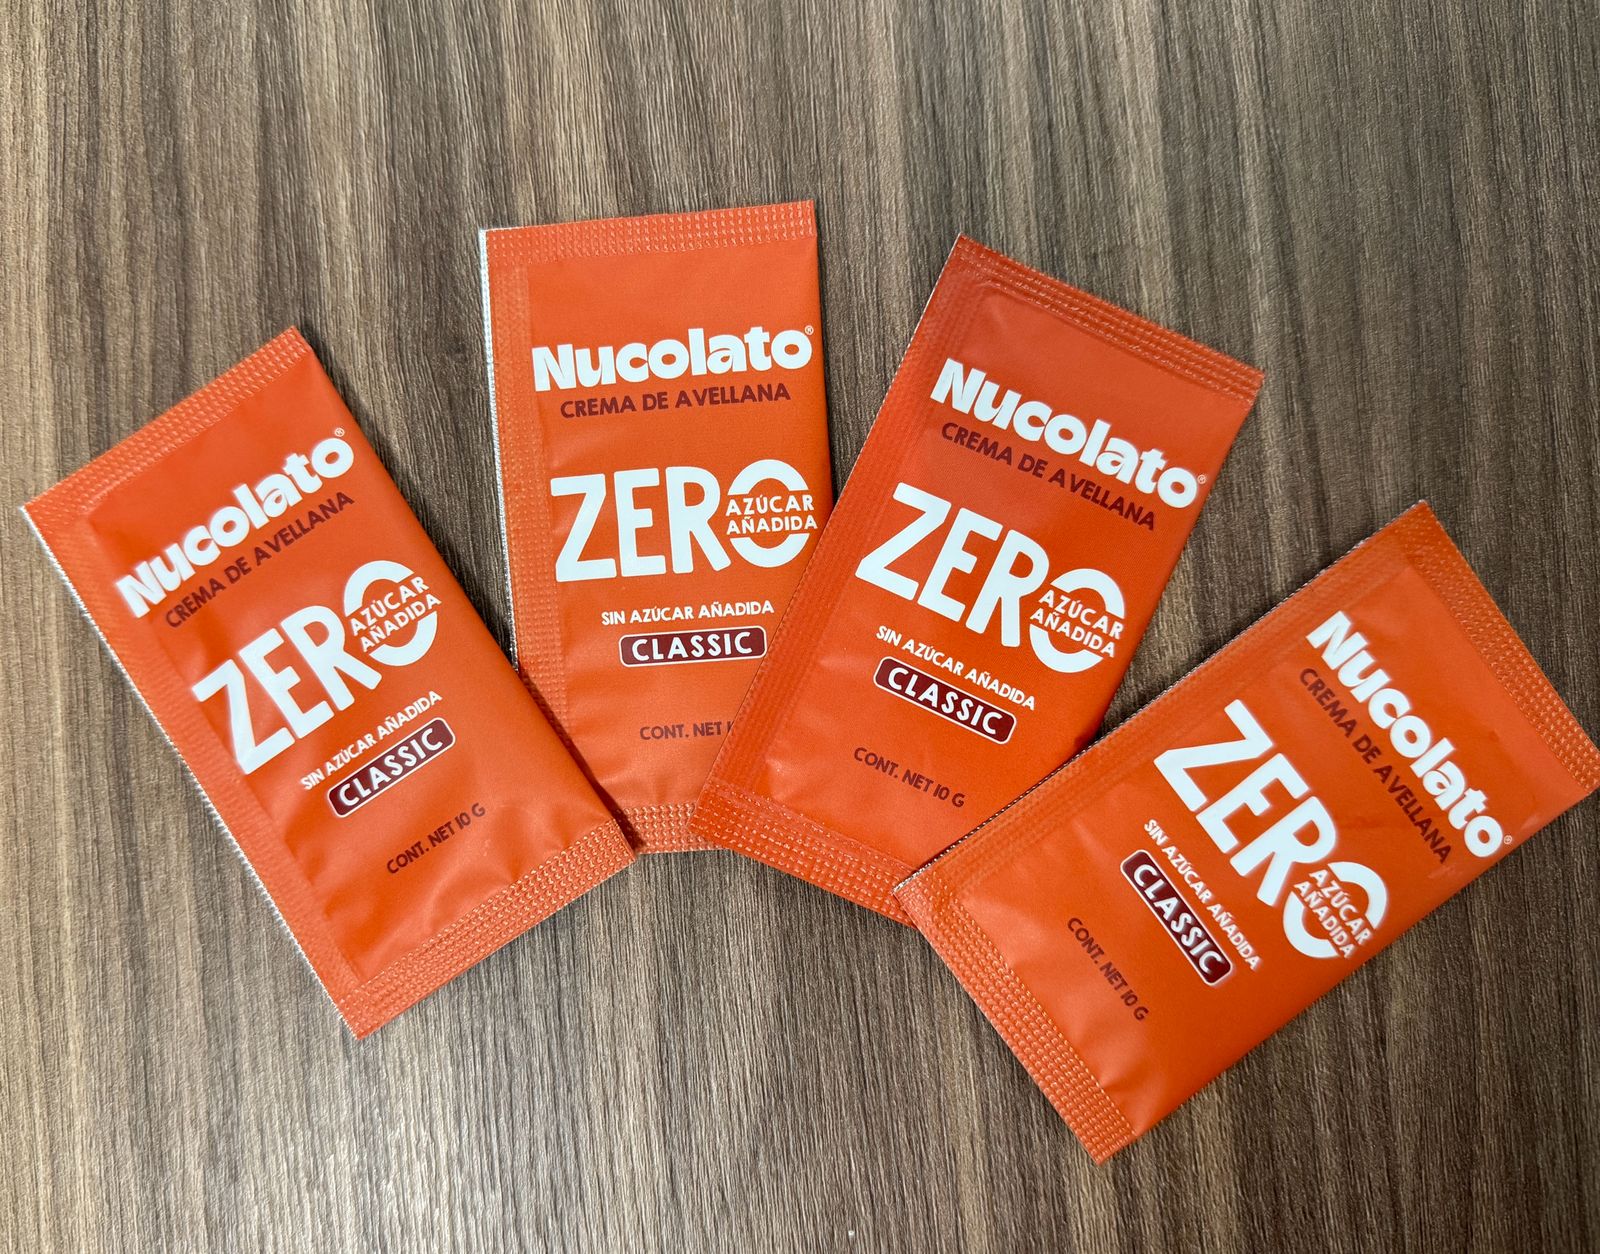 Nucolato®
CREMA DE AVELLANA
ZERO
AZÚCAR
AÑADIDA
SIN AZÚCAR AÑADIDA
CLASSIC
CONT. NET 10 G
Nucolato®
CREMA DE AVELLANA
ZERO
AZÚCAR
AÑADIDA
SIN AZÚCAR AÑADIDA
CLASSIC
CONT. NET
Nucolato®
CREMA DE AVELLANA
ZERO
AZÚCAR
AÑADIDA
SIN AZÚCAR AÑADIDA
CLASSIC
CONT. NET 10 G
Nucolato®
CREMA DE AVELLANA
ZERO
AZÚCAR
AÑADIDA
SIN AZÚCAR AÑADIDA
CLASSIC
CONT. NET 10 G